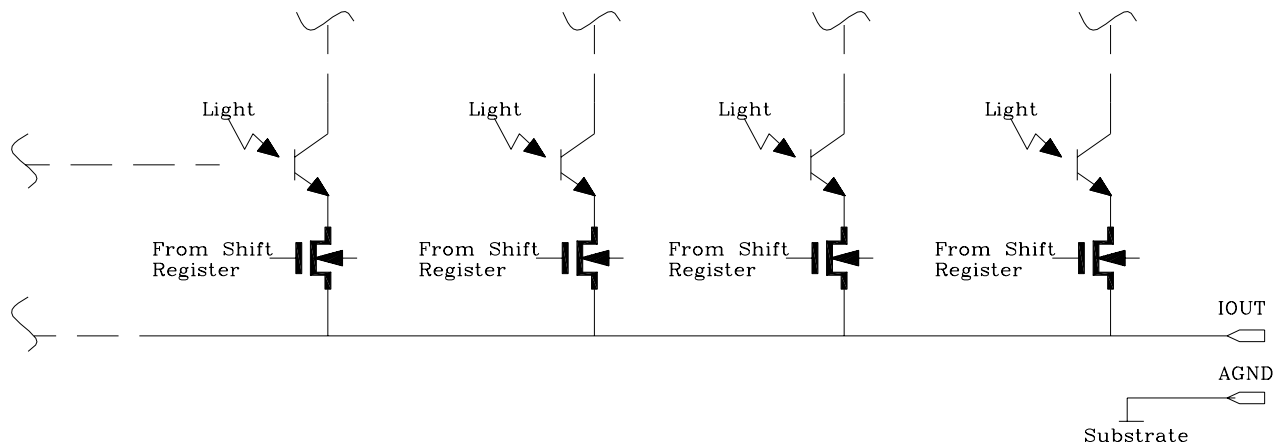 Light
Light
Light
Light
From Shift
Register
From Shift
Register
From Shift
Register
From Shift
Register
IOUT
AGND
Substrate